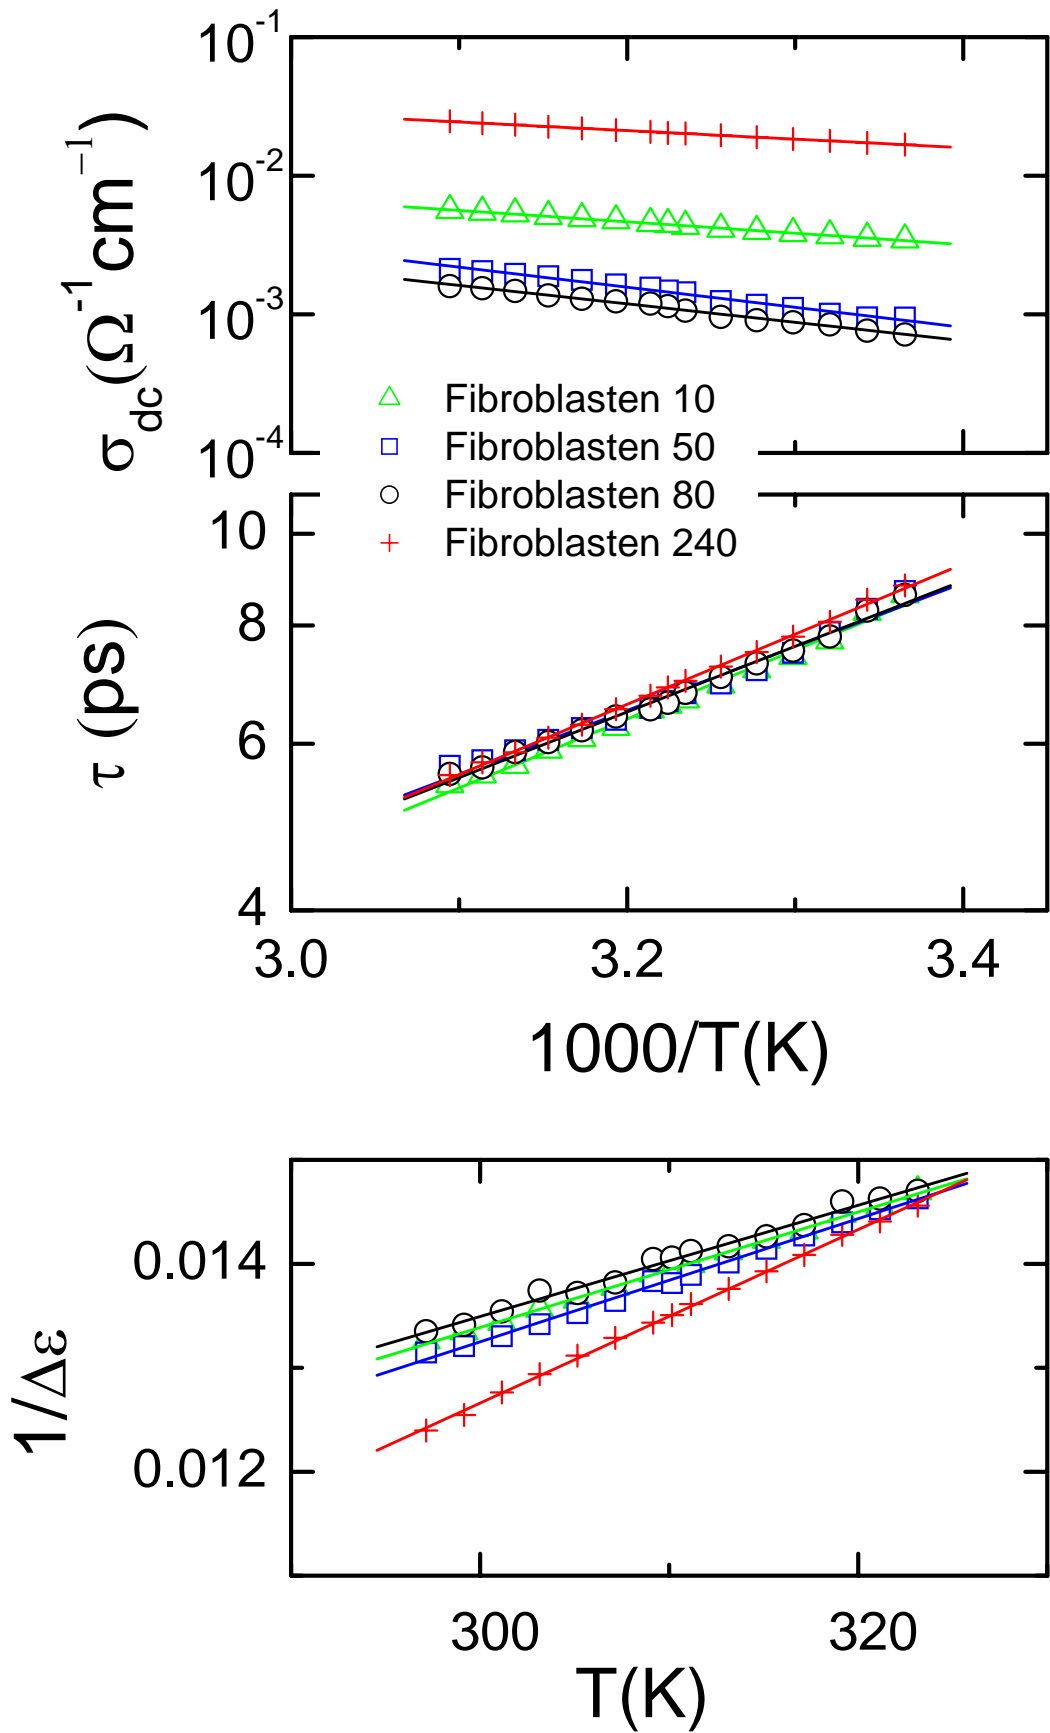 10⁻¹
10⁻²
10⁻³
10⁻⁴
σdc (Ω⁻¹cm⁻¹)
Fibroblasten 10
Fibroblasten 50
Fibroblasten 80
Fibroblasten 240
10
8
6
4
τ (ps)
3.0 3.2 3.4
1000/T(K)
0.014
0.012
1/Δε
300 320
T(K)